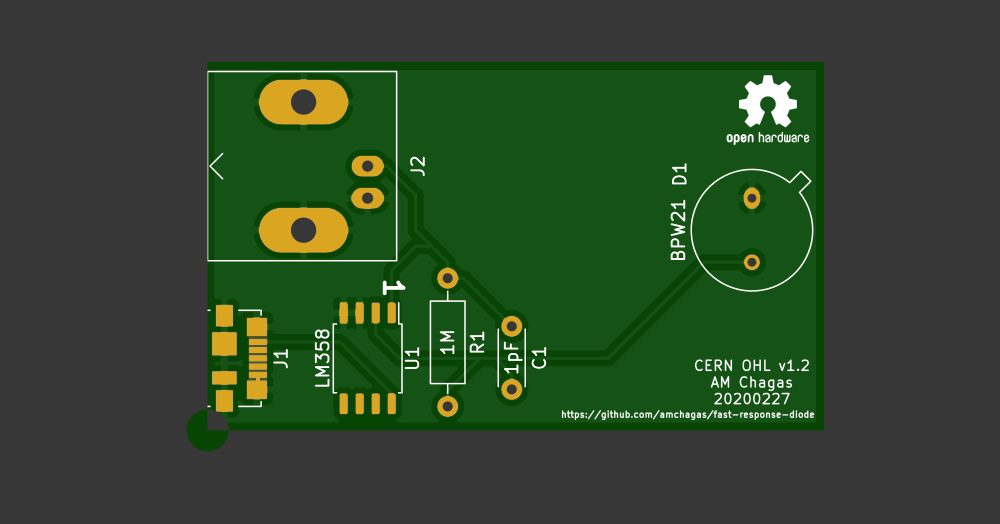 open hardware
J2
BPW21 D1
1
LM358
U1
1M
R1
1pF
C1
J1
CERN OHL v1.2
AM Chagas
20200227
https://github.com/amchagas/fast-response-diode